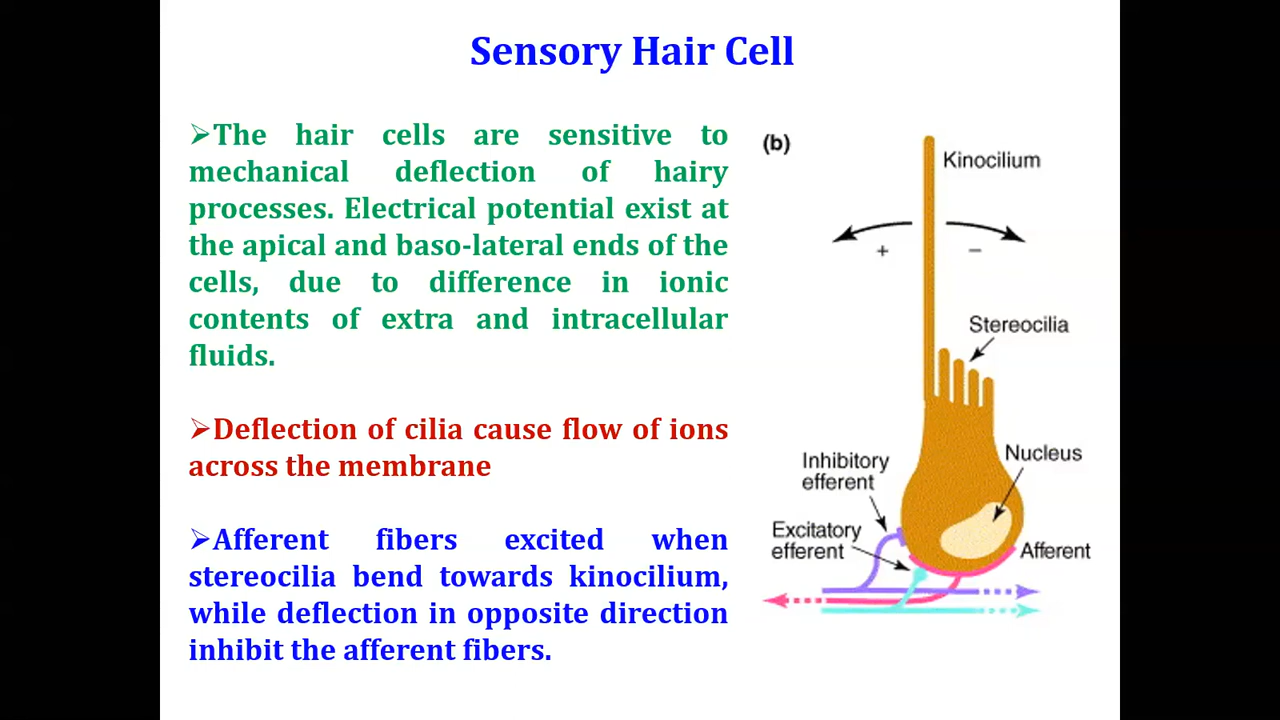 Sensory Hair Cell
➢The hair cells are sensitive to
mechanical deflection of hairy
processes. Electrical potential exist at
the apical and baso-lateral ends of the
cells, due to difference in ionic
contents of extra and intracellular
fluids.
➢Deflection of cilia cause flow of ions
across the membrane
➢Afferent fibers excited when
stereocilia bend towards kinocilium,
while deflection in opposite direction
inhibit the afferent fibers.
(b)
Kinocilium
+
−
Stereocilia
Nucleus
Inhibitory
efferent
Excitatory
efferent
Afferent